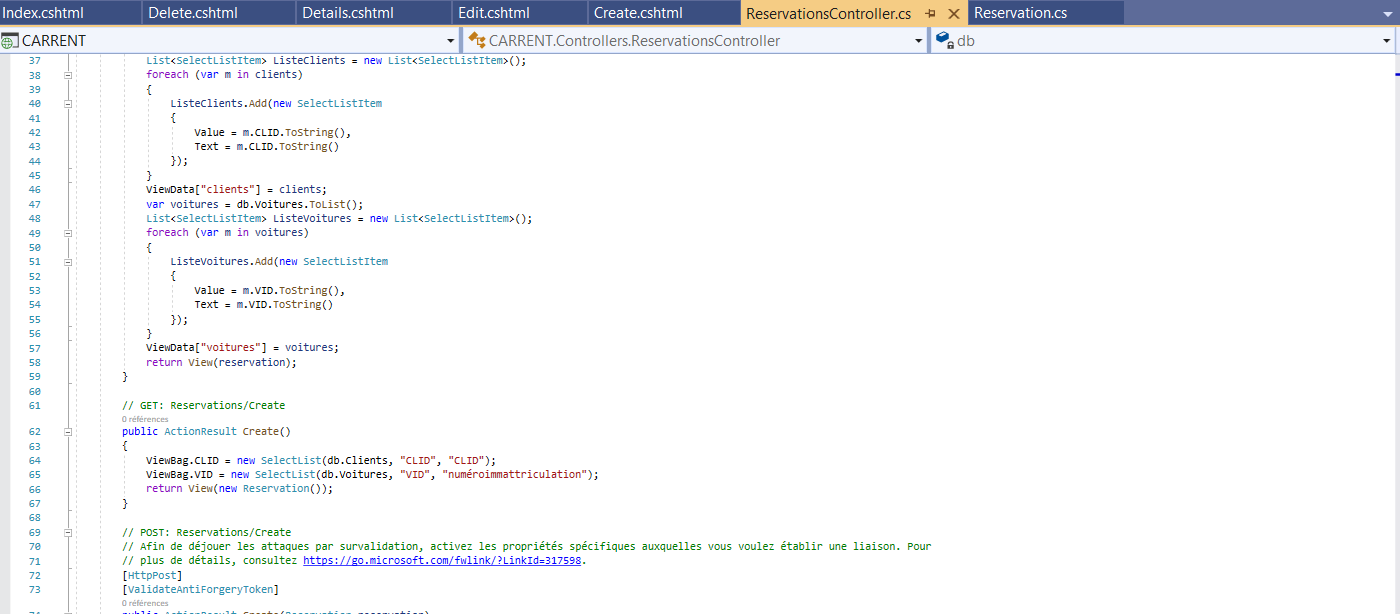 Index.cshtml Delete.cshtml Details.cshtml Edit.cshtml Create.cshtml ReservationsController.cs Reservation.cs
CARRENT CARRENT.Controllers.ReservationsController db
37 List<SelectListItem> ListeClients = new List<SelectListItem>();
38 foreach (var m in clients)
39 {
40 ListeClients.Add(new SelectListItem
41 {
42 Value = m.CLID.ToString(),
43 Text = m.CLID.ToString()
44 });
45 }
46 ViewData["clients"] = clients;
47 var voitures = db.Voitures.ToList();
48 List<SelectListItem> ListeVoitures = new List<SelectListItem>();
49 foreach (var m in voitures)
50 {
51 ListeVoitures.Add(new SelectListItem
52 {
53 Value = m.VID.ToString(),
54 Text = m.VID.ToString()
55 });
56 }
57 ViewData["voitures"] = voitures;
58 return View(reservation);
59 }
60
61 // GET: Reservations/Create
0 références
62 public ActionResult Create()
63 {
64 ViewBag.CLID = new SelectList(db.Clients, "CLID", "CLID");
65 ViewBag.VID = new SelectList(db.Voitures, "VID", "numéroimmattriculation");
66 return View(new Reservation());
67 }
68
69 // POST: Reservations/Create
70 // Afin de déjouer les attaques par survalidation, activez les propriétés spécifiques auxquelles vous voulez établir une liaison. Pour
71 // plus de détails, consultez https://go.microsoft.com/fwlink/?LinkId=317598.
72 [HttpPost]
73 [ValidateAntiForgeryToken]
0 références
74 public ActionResult Create(Reservation reservation)